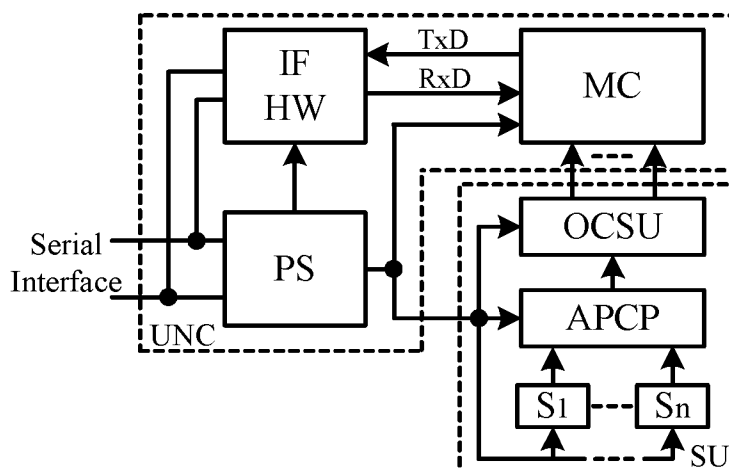 IF
HW
TxD
RxD
MC
Serial
Interface
PS
UNC
OCSU
APCP
S1
Sn
SU